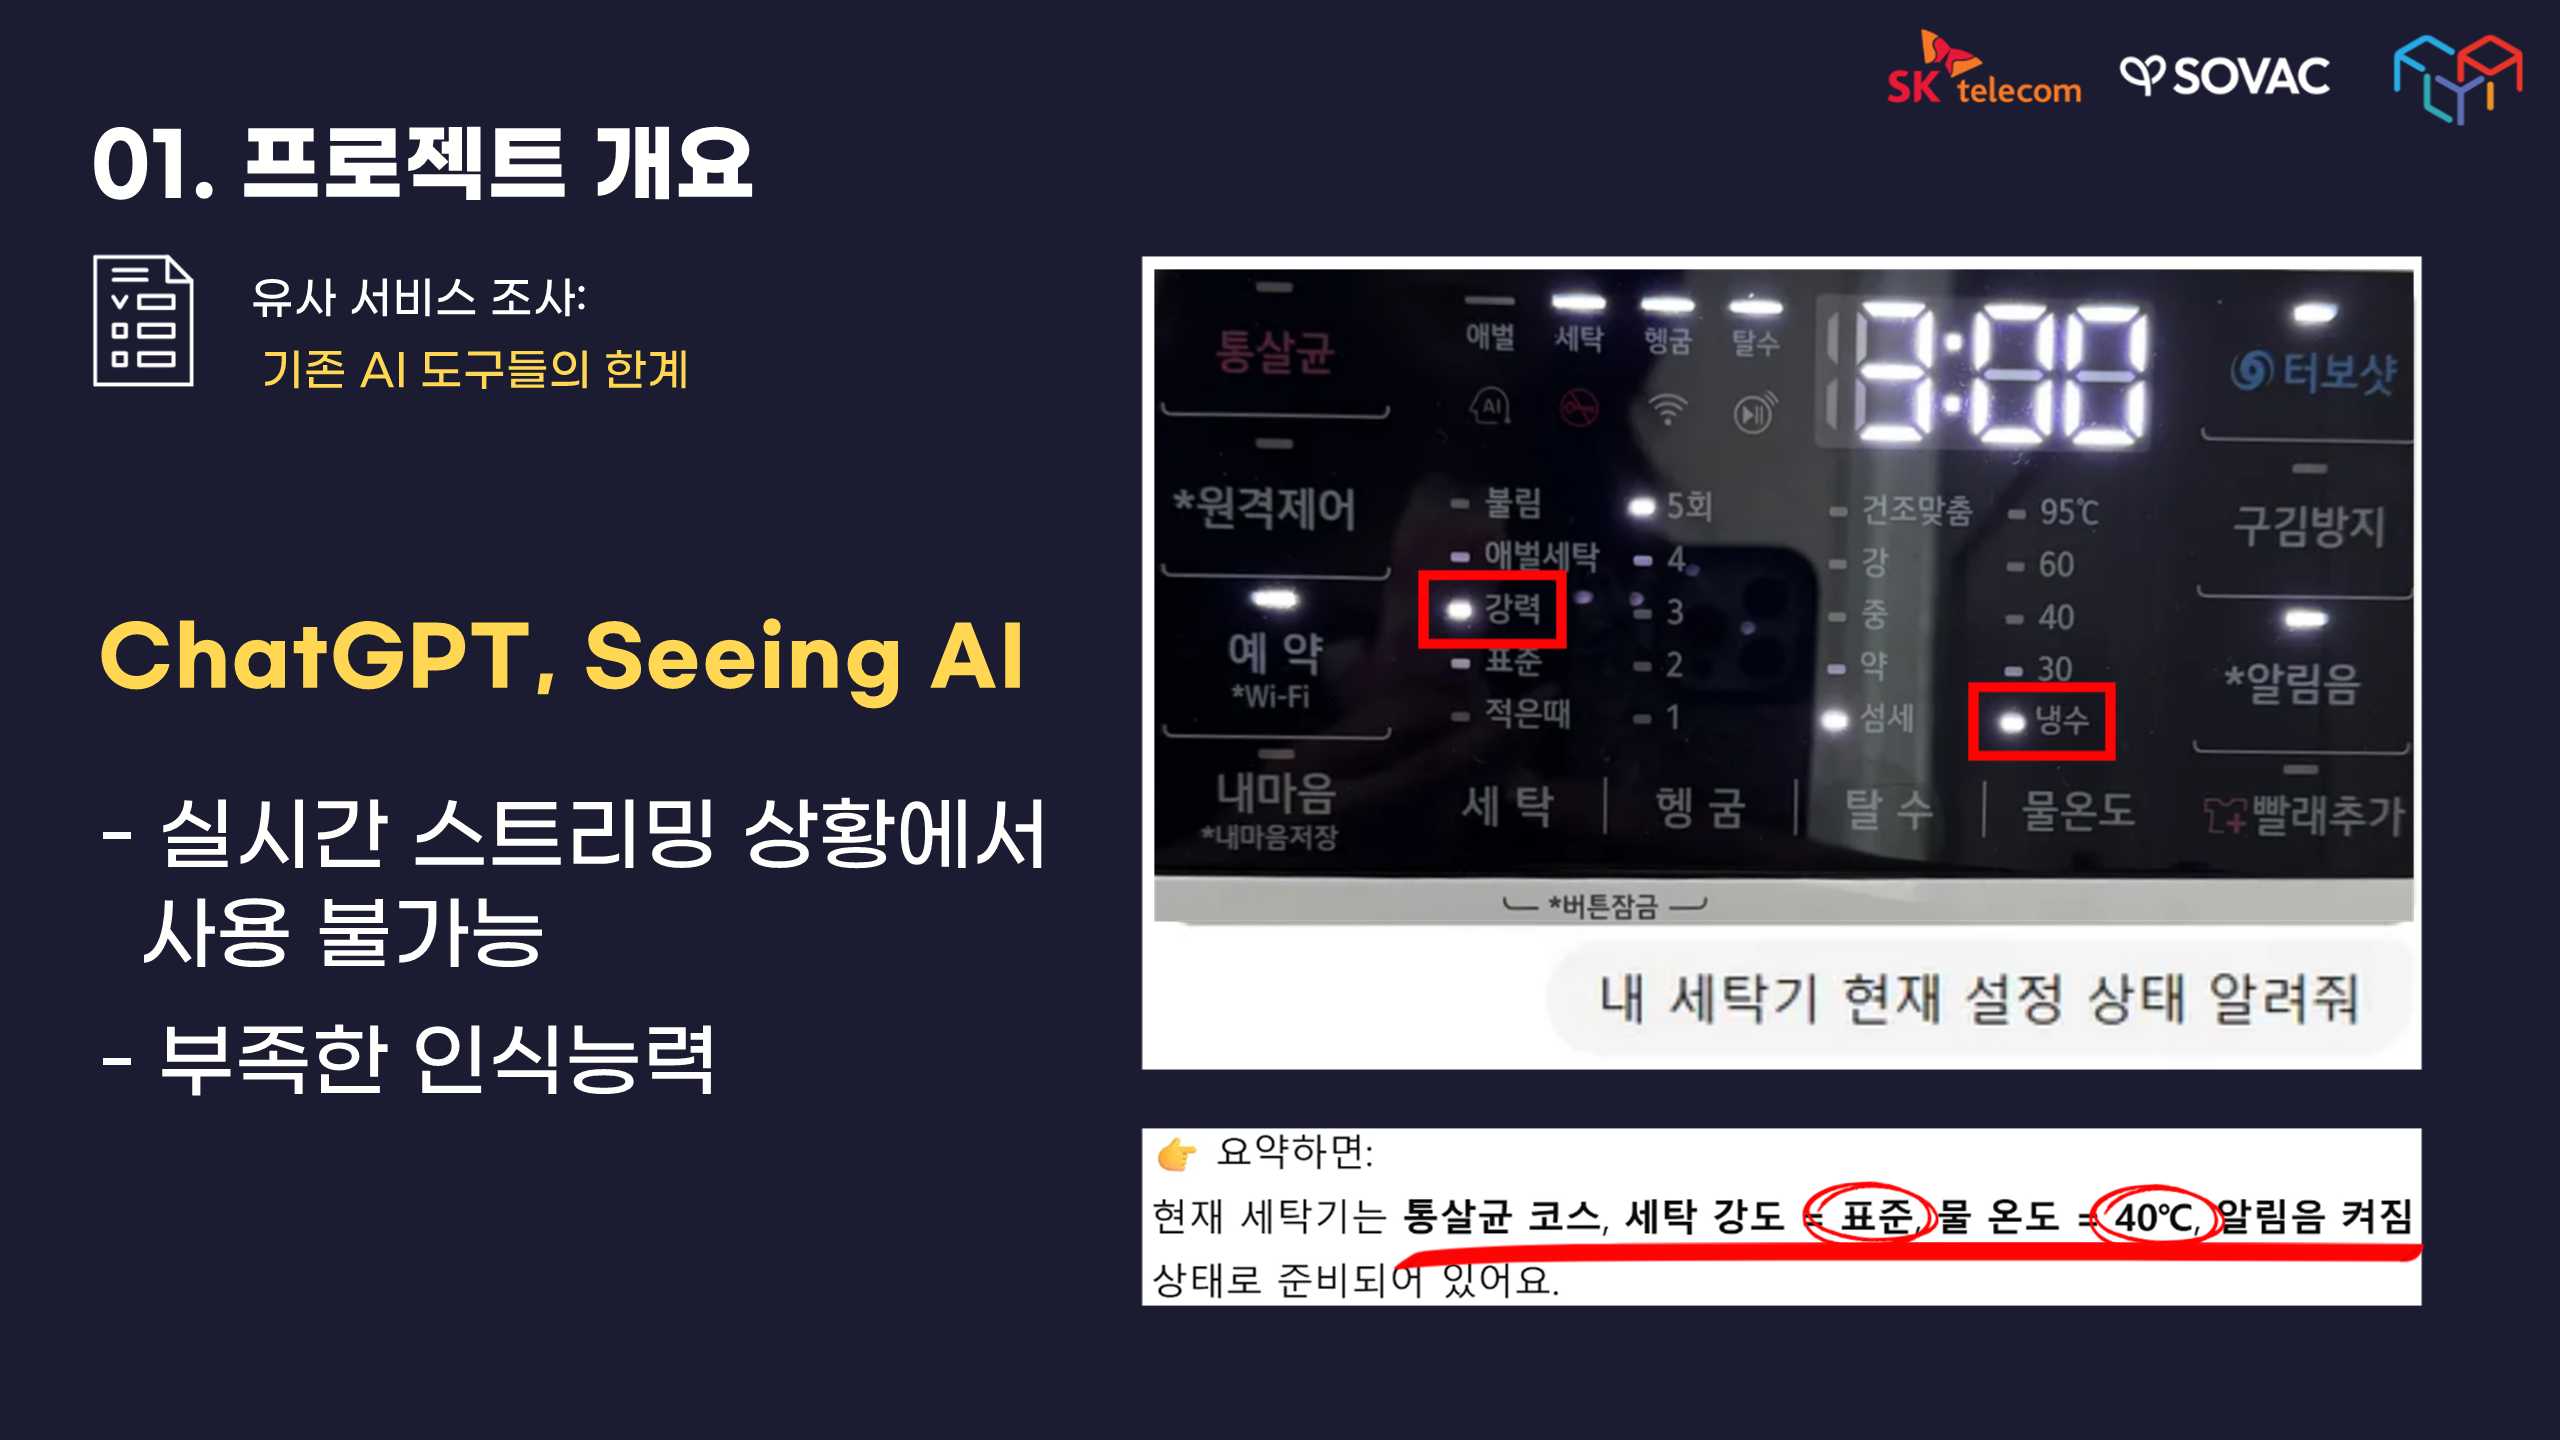 SK telecom
SOVAC
01. 프로젝트 개요
유사 서비스 조사:
기존 AI 도구들의 한계
ChatGPT, Seeing AI
- 실시간 스트리밍 상황에서
사용 불가능
- 부족한 인식능력
통살균
애벌 세탁 헹굼 탈수
3:00
터보샷
AI
*원격제어
불림
5회
건조맞춤
95℃
구김방지
애벌세탁
4
강
60
강력
3
중
40
예 약
*Wi-Fi
표준
2
약
30
*알림음
적은때
1
섬세
냉수
내마음
*내마음저장
세 탁
헹 굼
탈 수
물온도
빨래추가
*버튼잠금
내 세탁기 현재 설정 상태 알려줘
👉 요약하면:
현재 세탁기는 통살균 코스, 세탁 강도 = 표준, 물 온도 = 40℃, 알림음 켜짐
상태로 준비되어 있어요.